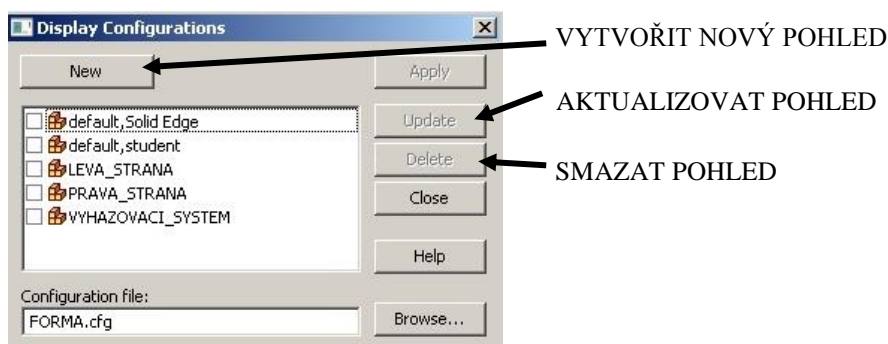 Display Configurations
VYTVOŘIT NOVÝ POHLED
New
Apply
AKTUALIZOVAT POHLED
default,Solid Edge
Update
default,student
Delete
SMAZAT POHLED
LEVA_STRANA
PRAVA_STRANA
Close
VYHAZOVACI_SYSTEM
Help
Configuration file:
FORMA.cfg
Browse...